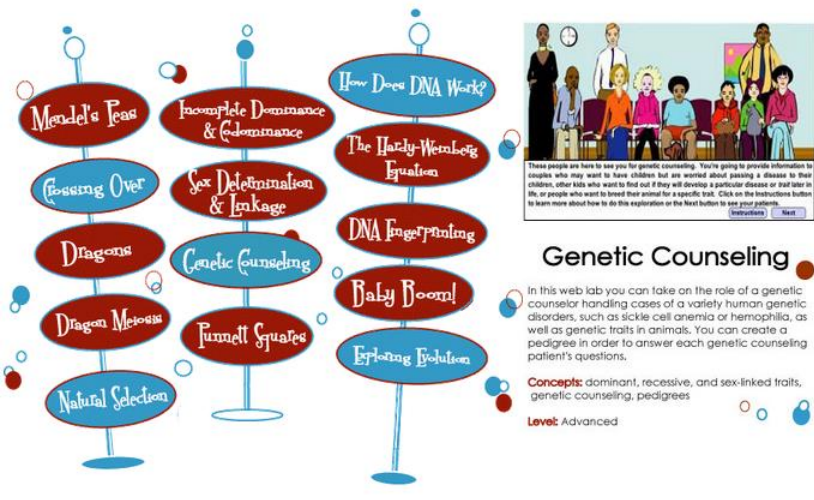 Mendel's Peas
Crossing Over
Dragons
Dragon Meiosis
Natural Selection
Incomplete Dominance
& Codominance
Sex Determination
& Linkage
Genetic Counseling
Punnett Squares
How Does DNA Work?
The Hardy-Weinberg
Equation
DNA Fingerprinting
Baby Boom!
Exploring Evolution
These people are here to see you for genetic counseling. You're going to provide information to
couples who may want to have children but are worried about passing a disease to their
children, other kids who want to find out if they will develop a particular disease or trait later in
life, or people who want to breed their animal for a specific trait. Click on the Instructions button
to learn more about how to do this exploration or the Next button to see your patients.
Instructions Next
Genetic Counseling
In this web lab you can take on the role of a genetic
counselor handling cases of a variety human genetic
disorders, such as sickle cell anemia or hemophilia, as
well as genetic traits in animals. You can create a
pedigree in order to answer each genetic counseling
patient's questions.
Concepts: dominant, recessive, and sex-linked traits,
genetic counseling, pedigrees
Level: Advanced